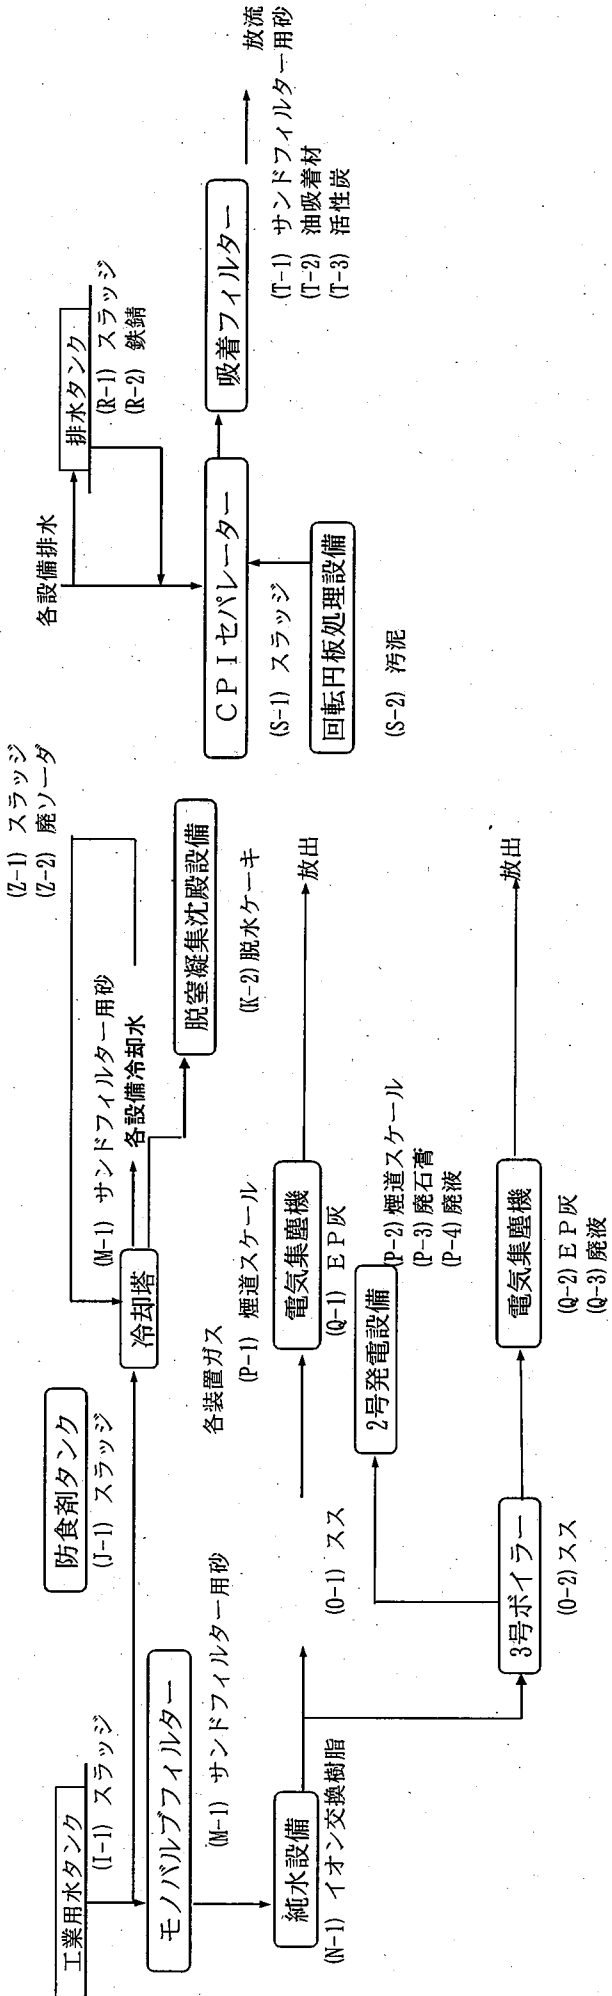 工業用水タンク
(I-1) スラッジ
モノバルブフィルター
(M-1) サンドフィルター用砂
純水設備
(N-1) イオン交換樹脂
防食剤タンク
(J-1) スラッジ
冷却塔
(M-1) サンドフィルター用砂
各設備冷却水
(Z-1) スラッジ
(Z-2) 廃ソーダ
脱室凝集沈殿設備
(K-2) 脱水ケーキ
各装置ガス
(P-1) 煙道スケール
電気集塵機
(Q-1) EP灰
放出
(O-1) スス
2号発電設備
(P-2) 煙道スケール
(P-3) 廃石膏
(P-4) 廃液
3号ボイラー
(O-2) スス
電気集塵機
(Q-2) EP灰
(Q-3) 廃液
放出
各設備排水
排水タンク
(R-1) スラッジ
(R-2) 鉄錆
CPIセパレーター
(S-1) スラッジ
回転円板処理設備
(S-2) 汚泥
吸着フィルター
放流
(T-1) サンドフィルター用砂
(T-2) 油吸着材
(T-3) 活性炭